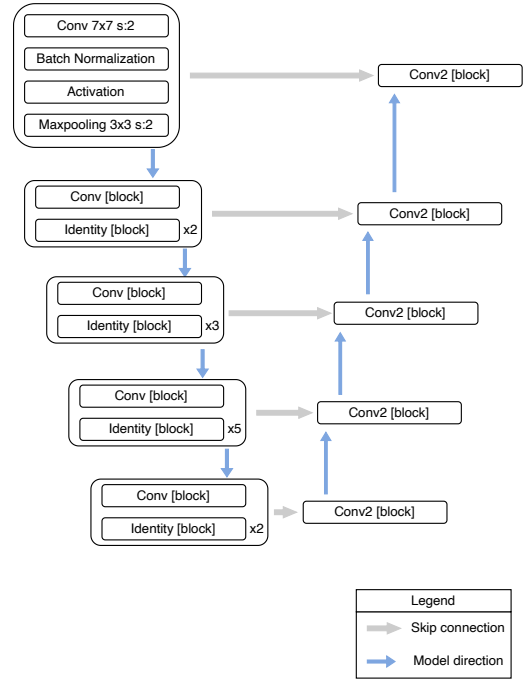 Conv 7x7 s:2
Batch Normalization
Activation
Maxpooling 3x3 s:2
Conv2 [block]
Conv [block]
Identity [block] x2
Conv2 [block]
Conv [block]
Identity [block] x3
Conv2 [block]
Conv [block]
Identity [block] x5
Conv2 [block]
Conv [block]
Identity [block] x2
Conv2 [block]
Legend
Skip connection
Model direction